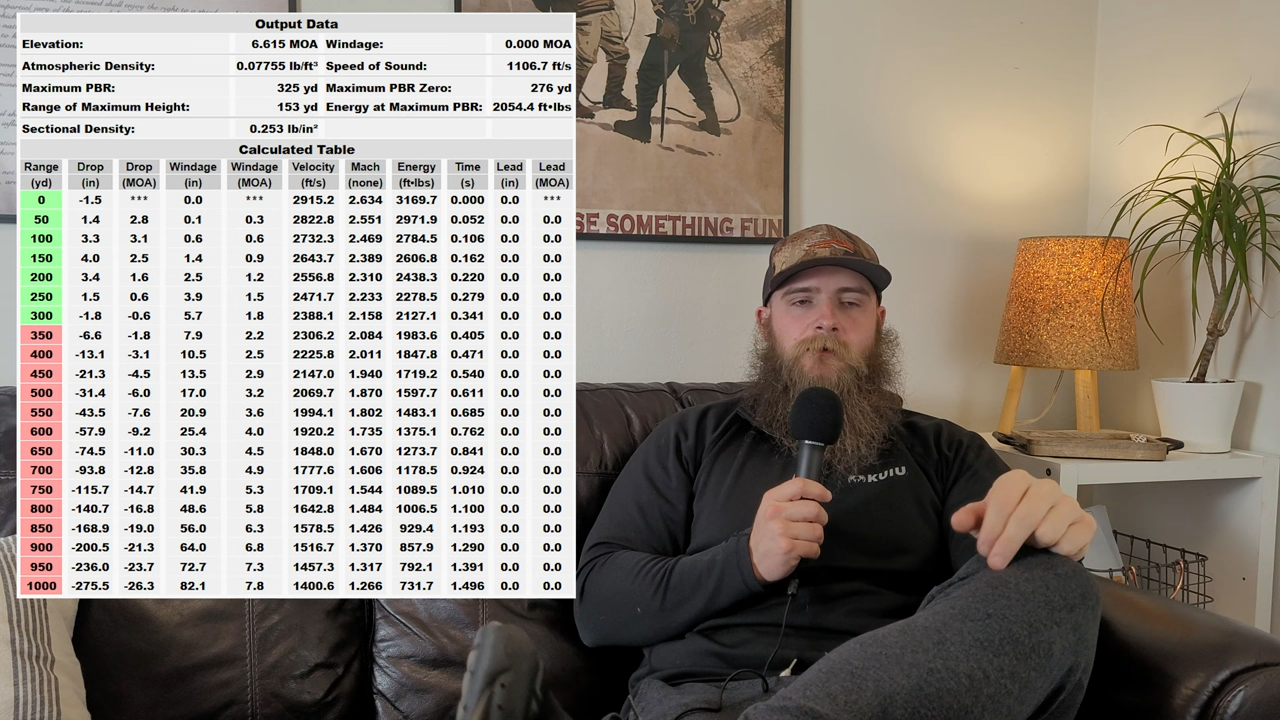 Output Data
Elevation: 6.615 MOA Windage: 0.000 MOA
Atmospheric Density: 0.07755 lb/ft³ Speed of Sound: 1106.7 ft/s
Maximum PBR: 325 yd Maximum PBR Zero: 276 yd
Range of Maximum Height: 153 yd Energy at Maximum PBR: 2054.4 ft•lbs
Sectional Density: 0.253 lb/in²
Calculated Table
Range Drop Drop Windage Windage Velocity Mach Energy Time Lead Lead
(yd) (in) (MOA) (in) (MOA) (ft/s) (none) (ft•lbs) (s) (in) (MOA)
0 -1.5 *** 0.0 *** 2915.2 2.634 3169.7 0.000 0.0 ***
50 1.4 2.8 0.1 0.3 2822.8 2.551 2971.9 0.052 0.0 0.0
100 3.3 3.1 0.6 0.6 2732.3 2.469 2784.5 0.106 0.0 0.0
150 4.0 2.5 1.4 0.9 2643.7 2.389 2606.8 0.162 0.0 0.0
200 3.4 1.6 2.5 1.2 2556.8 2.310 2438.3 0.220 0.0 0.0
250 1.5 0.6 3.9 1.5 2471.7 2.233 2278.5 0.279 0.0 0.0
300 -1.8 -0.6 5.7 1.8 2388.1 2.158 2127.1 0.341 0.0 0.0
350 -6.6 -1.8 7.9 2.2 2306.2 2.084 1983.6 0.405 0.0 0.0
400 -13.1 -3.1 10.5 2.5 2225.8 2.011 1847.8 0.471 0.0 0.0
450 -21.3 -4.5 13.5 2.9 2147.0 1.940 1719.2 0.540 0.0 0.0
500 -31.4 -6.0 17.0 3.2 2069.7 1.870 1597.7 0.611 0.0 0.0
550 -43.5 -7.6 20.9 3.6 1994.1 1.802 1483.1 0.685 0.0 0.0
600 -57.9 -9.2 25.4 4.0 1920.2 1.735 1375.1 0.762 0.0 0.0
650 -74.5 -11.0 30.3 4.5 1848.0 1.670 1273.7 0.841 0.0 0.0
700 -93.8 -12.8 35.8 4.9 1777.6 1.606 1178.5 0.924 0.0 0.0
750 -115.7 -14.7 41.9 5.3 1709.1 1.544 1089.5 1.010 0.0 0.0
800 -140.7 -16.8 48.6 5.8 1642.8 1.484 1006.5 1.100 0.0 0.0
850 -168.9 -19.0 56.0 6.3 1578.5 1.426 929.4 1.193 0.0 0.0
900 -200.5 -21.3 64.0 6.8 1516.7 1.370 857.9 1.290 0.0 0.0
950 -236.0 -23.7 72.7 7.3 1457.3 1.317 792.1 1.391 0.0 0.0
1000 -275.5 -26.3 82.1 7.8 1400.6 1.266 731.7 1.496 0.0 0.0
SE SOMETHING FUN
KUIU